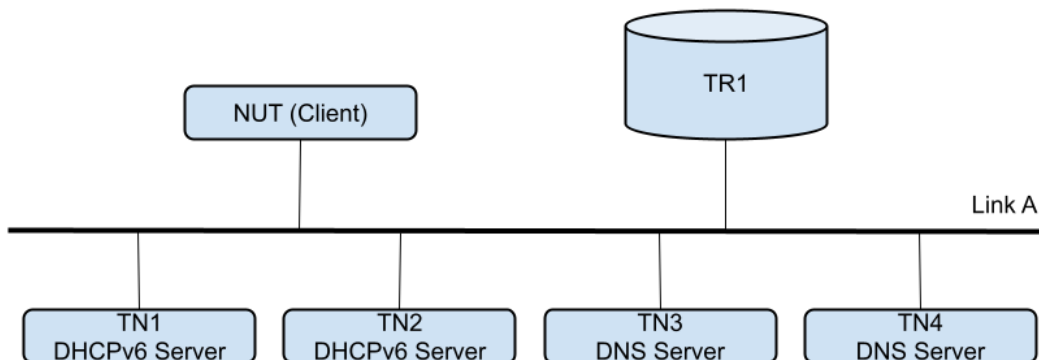 TR1
NUT (Client)
Link A
TN1
DHCPv6 Server
TN2
DHCPv6 Server
TN3
DNS Server
TN4
DNS Server